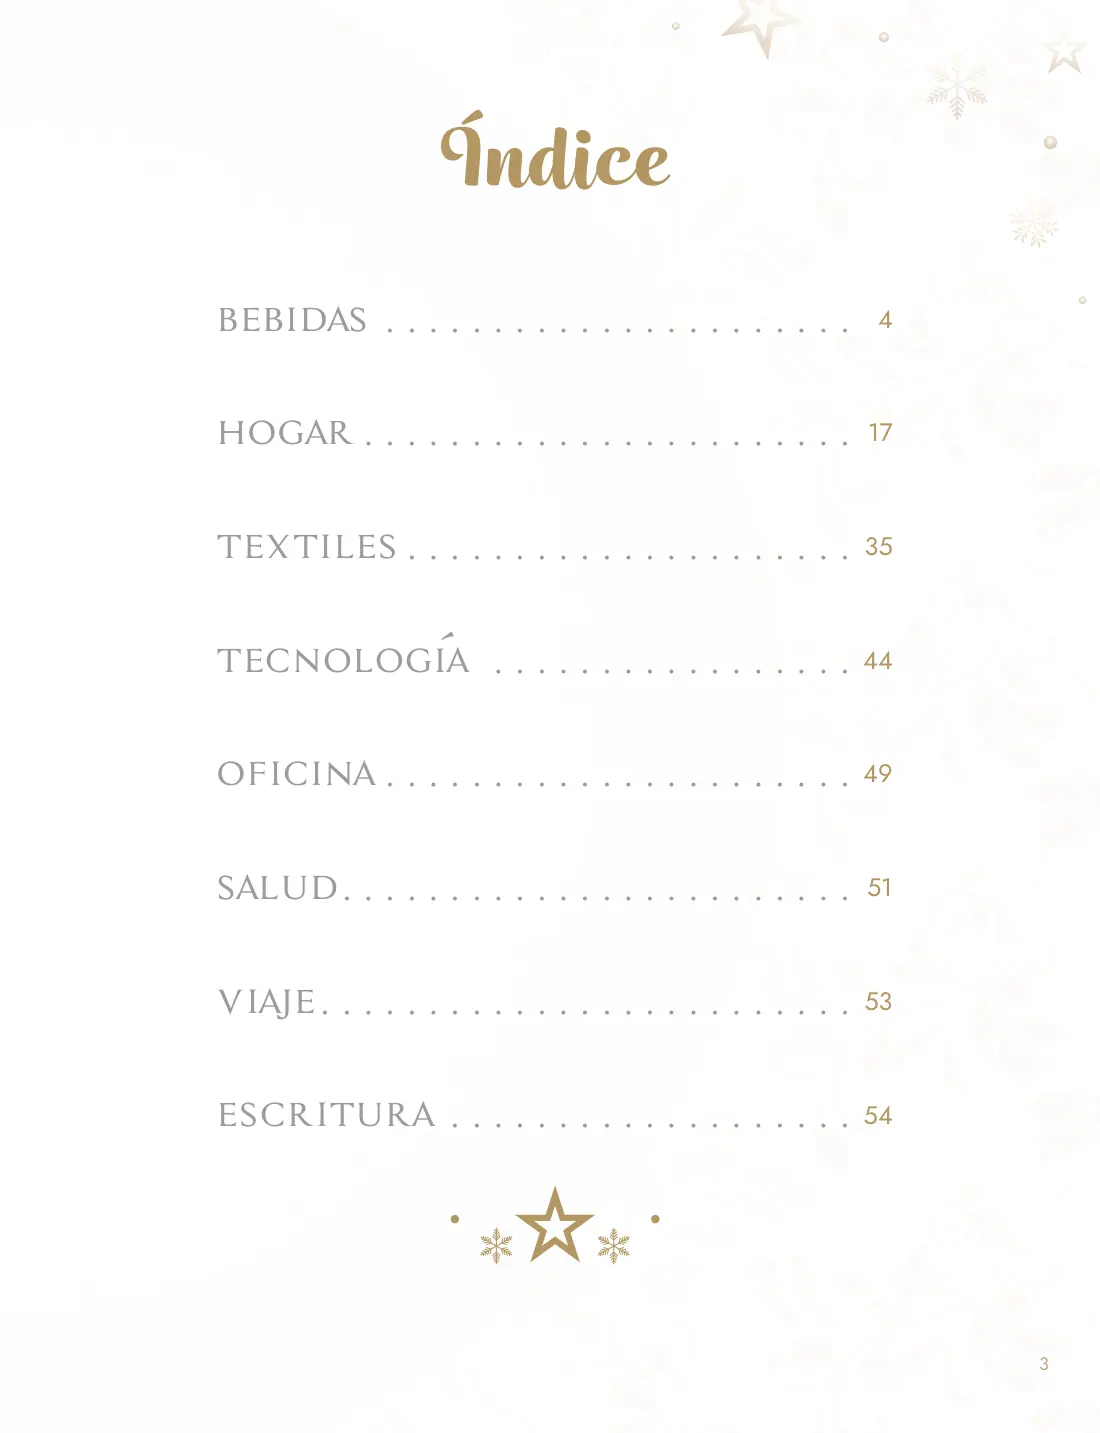 Índice
BEBIDAS . . . . . . . . . . . . . . . . . . . . . . 4
HOGAR . . . . . . . . . . . . . . . . . . . . . . . 17
TEXTILES . . . . . . . . . . . . . . . . . . . . . 35
TECNOLOGÍA . . . . . . . . . . . . . . . . . 44
OFICINA . . . . . . . . . . . . . . . . . . . . . . 49
SALUD . . . . . . . . . . . . . . . . . . . . . . . . 51
VIAJE . . . . . . . . . . . . . . . . . . . . . . . . . 53
ESCRITURA . . . . . . . . . . . . . . . . . . . 54
3